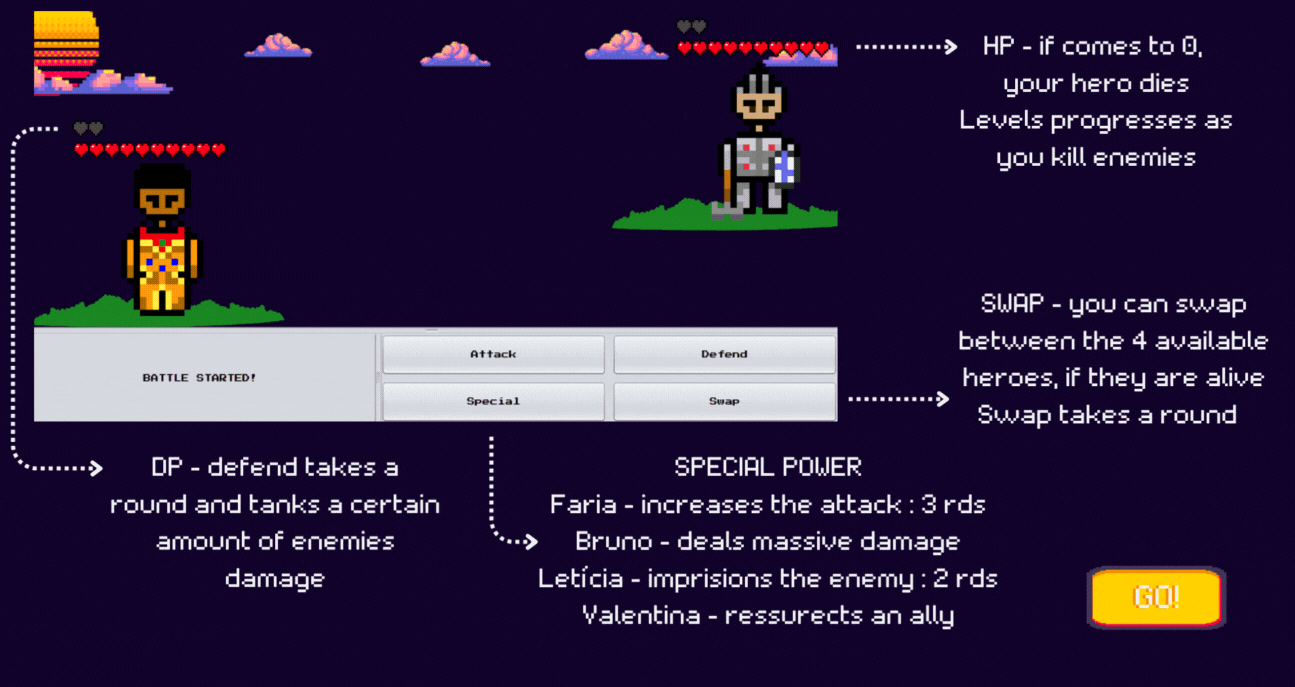 HP - if comes to 0,
your hero dies
Levels progresses as
you kill enemies
SWAP - you can swap
between the 4 available
heroes, if they are alive
Swap takes a round
BATTLE STARTED!
Attack
Defend
Special
Swap
DP - defend takes a
round and tanks a certain
amount of enemies
damage
SPECIAL POWER
Faria - increases the attack : 3 rds
Bruno - deals massive damage
Letícia - imprisions the enemy : 2 rds
Valentina - ressurects an ally
GO!